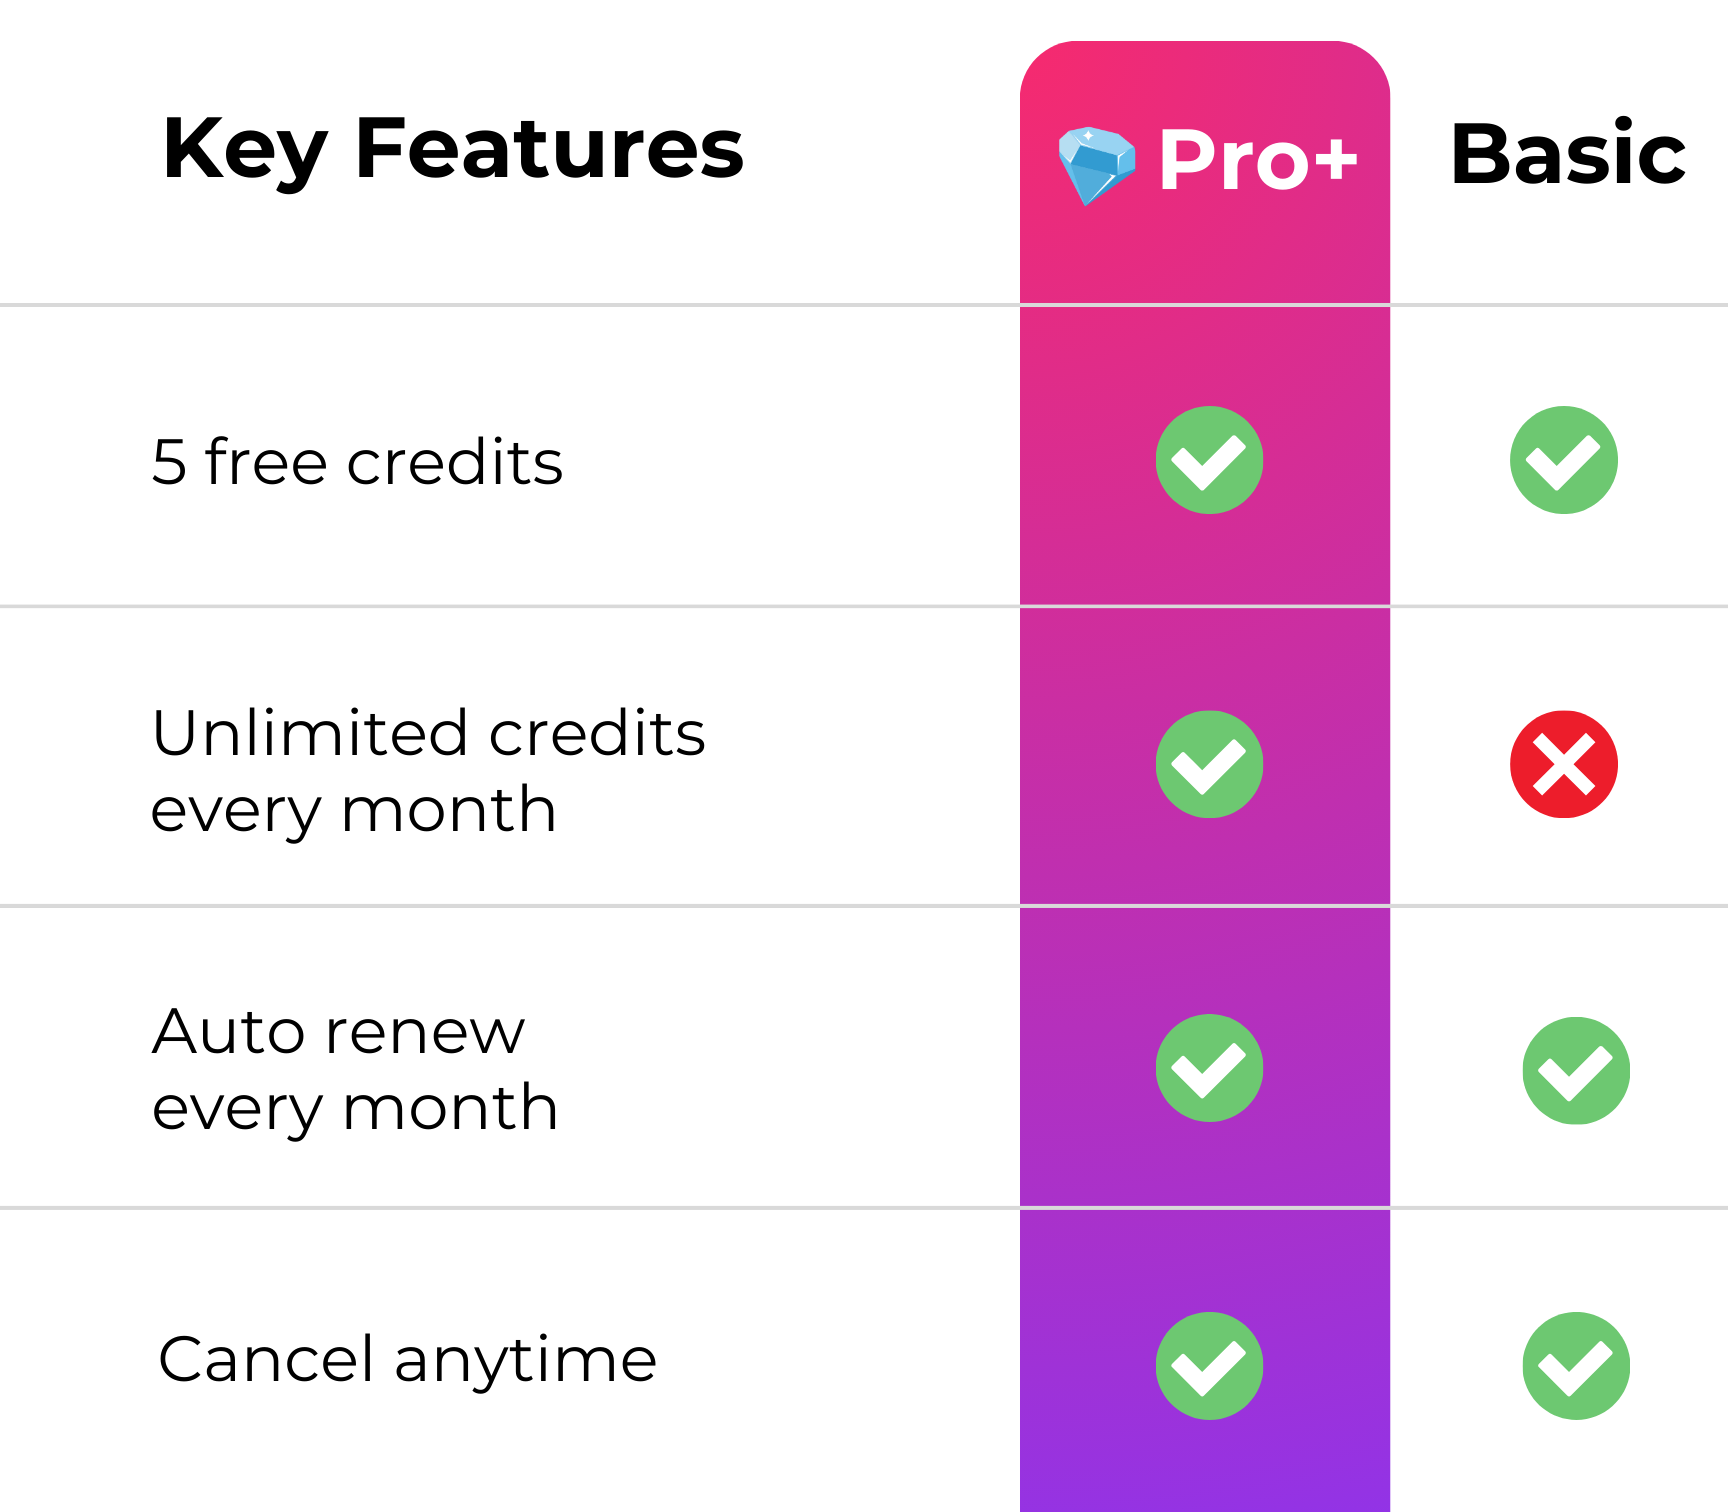 Key Features
Pro+
Basic
5 free credits
Unlimited credits
every month
Auto renew
every month
Cancel anytime